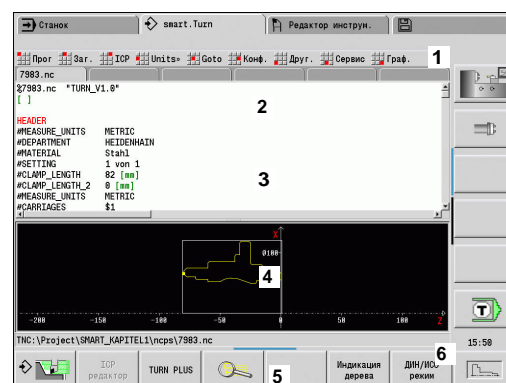 Станок
smart.Turn
Редактор инструм.
Прог Заг. ICP Units» Goto Конф. Друг. Сервис Граф. 1
7983.nc
%7983.nc "TURN_V1.0"
[ ]
2
HEADER
#MEASURE_UNITS METRIC
#DEPARTMENT HEIDENHAIN
#MATERIAL Stahl
#SETTING 1 von 1
#CLAMP_LENGTH 82 [mm]
3
#CLAMP_LENGTH_2 0 [mm]
#MEASURE_UNITS METRIC
#CARRIAGES $1
X
Ø100
4
-200 -150 -100 -50 0 50 100 Z
T
TNC:\Project\SMART_KAPITEL1\ncps\7983.nc
15:50
6
ICP редактор
TURN PLUS
5
Индикация дерева
ДИН/ИСО режим